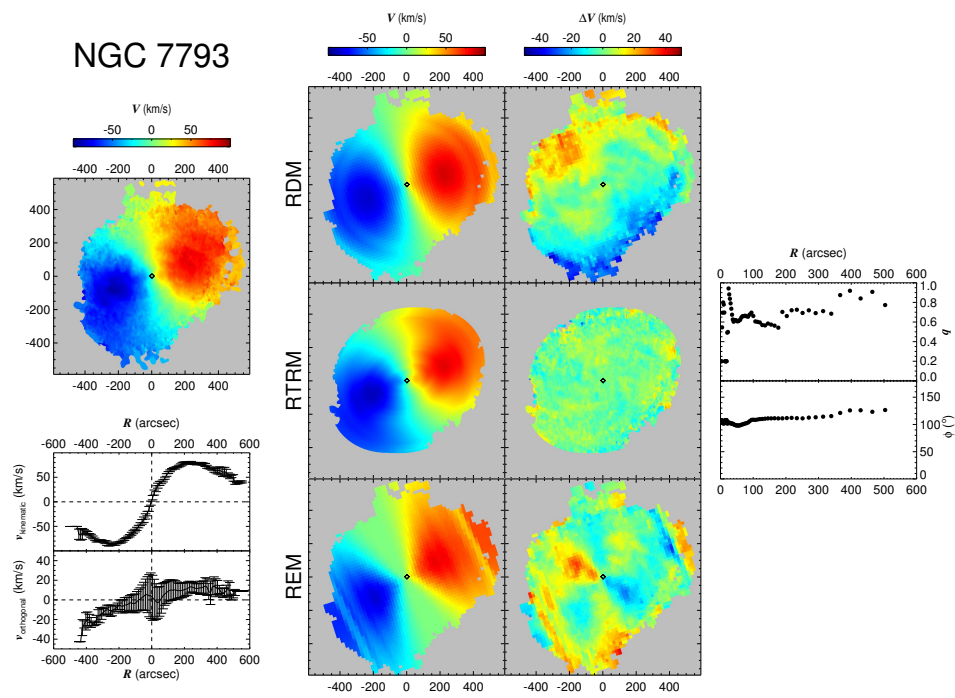 NGC 7793
V (km/s)
-50 0 50
-400 -200 0 200 400
400
200
0
-200
-400
-400 -200 0 200 400
R (arcsec)
-600 -400 -200 0 200 400 600
50
0
-50
v_kinematic (km/s)
40
20
0
-20
-40
v_orthogonal (km/s)
-600 -400 -200 0 200 400 600
R (arcsec)
V (km/s)
-50 0 50
-400 -200 0 200 400
ΔV (km/s)
-40 -20 0 20 40
-400 -200 0 200 400
RDM
RTRM
REM
-400 -200 0 200 400
-400 -200 0 200 400
R (arcsec)
0 100 200 300 400 500 600
1.0
0.8
0.6
0.4
0.2
0.0
q
150
100
50
0
ϕ (°)
0 100 200 300 400 500 600